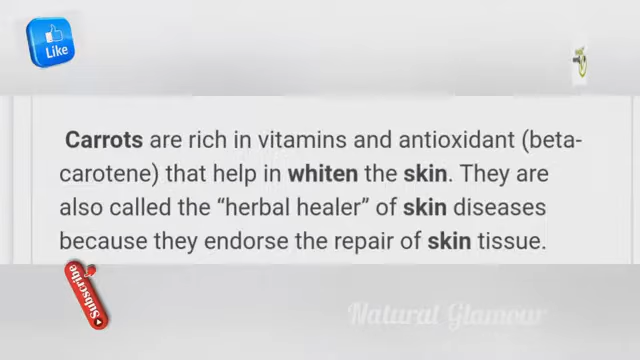 Like
Carrots are rich in vitamins and antioxidant (beta-
carotene) that help in whiten the skin. They are
also called the “herbal healer” of skin diseases
because they endorse the repair of skin tissue.
Subscribe
Natural Glamour